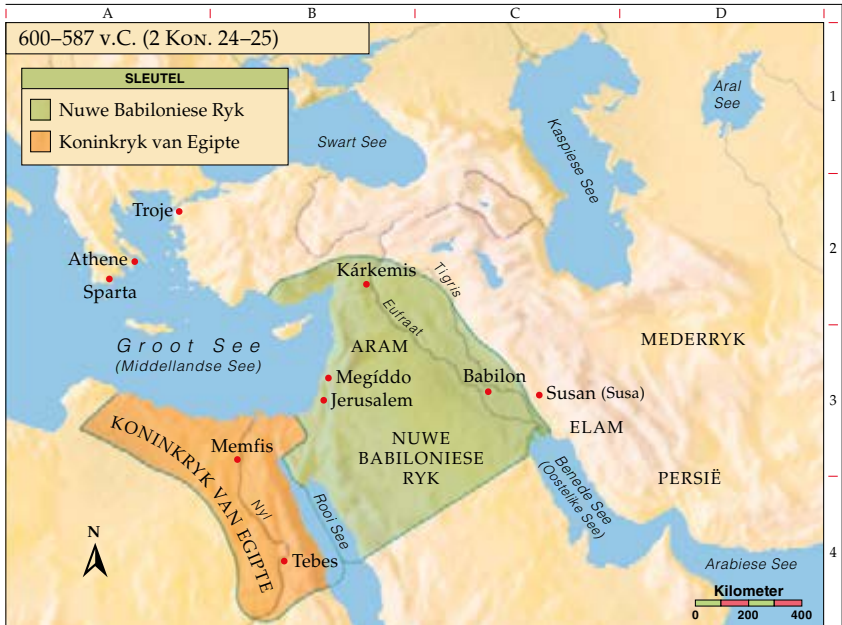 A B C D
600–587 v.C. (2 Kon. 24–25)
SLEUTEL
Nuwe Babiloniese Ryk
Koninkryk van Egipte
1
Aral
See
Swart See
Kaspiese See
Troje
2
Athene
Sparta
Kárkemis
Tigris
Eufraat
Groot See
(Middellandse See)
ARAM
MEDERRYK
Megíddo
Jerusalem
Babilon
Susan (Susa)
3
ELAM
KONINKRYK VAN EGIPTE
Memfis
NUWE
BABILONIESE
RYK
Benede See
(Oostelike See)
PERSIË
Nyl
Rooi See
N
Tebes
4
Arabiese See
Kilometer
0 200 400